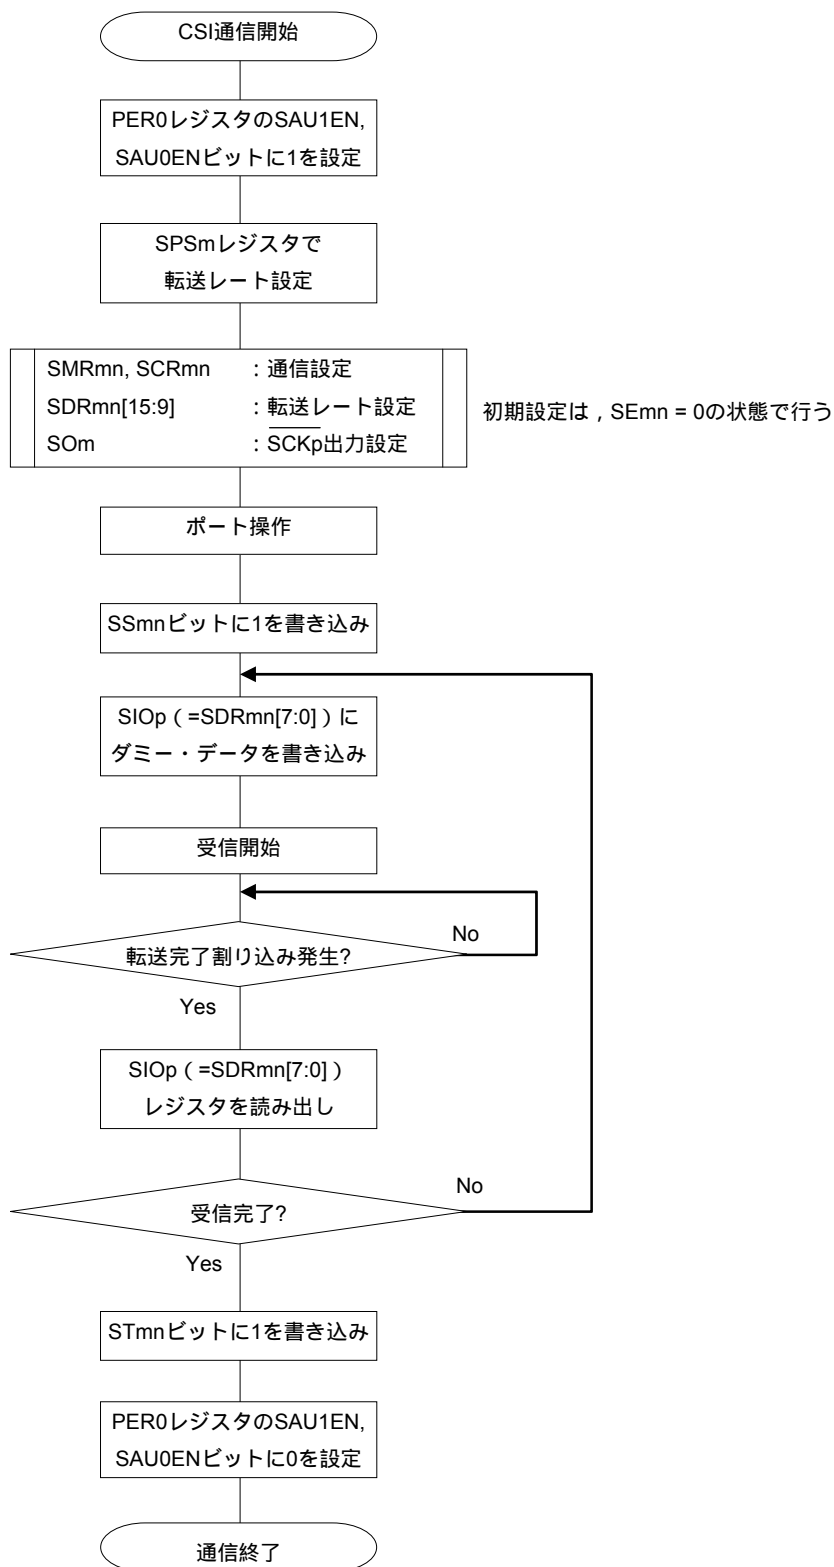 CSI通信開始
PER0レジスタのSAU1EN,
SAU0ENビットに1を設定
SPSmレジスタで
転送レート設定
SMRmn, SCRmn ：通信設定
SDRmn[15:9] ：転送レート設定
SOm ：SCKp出力設定
初期設定は，SEmn = 0の状態で行う
ポート操作
SSmnビットに1を書き込み
SIOp（=SDRmn[7:0]）に
ダミー・データを書き込み
受信開始
No
転送完了割り込み発生?
Yes
SIOp（=SDRmn[7:0]）
レジスタを読み出し
No
受信完了?
Yes
STmnビットに1を書き込み
PER0レジスタのSAU1EN,
SAU0ENビットに0を設定
通信終了